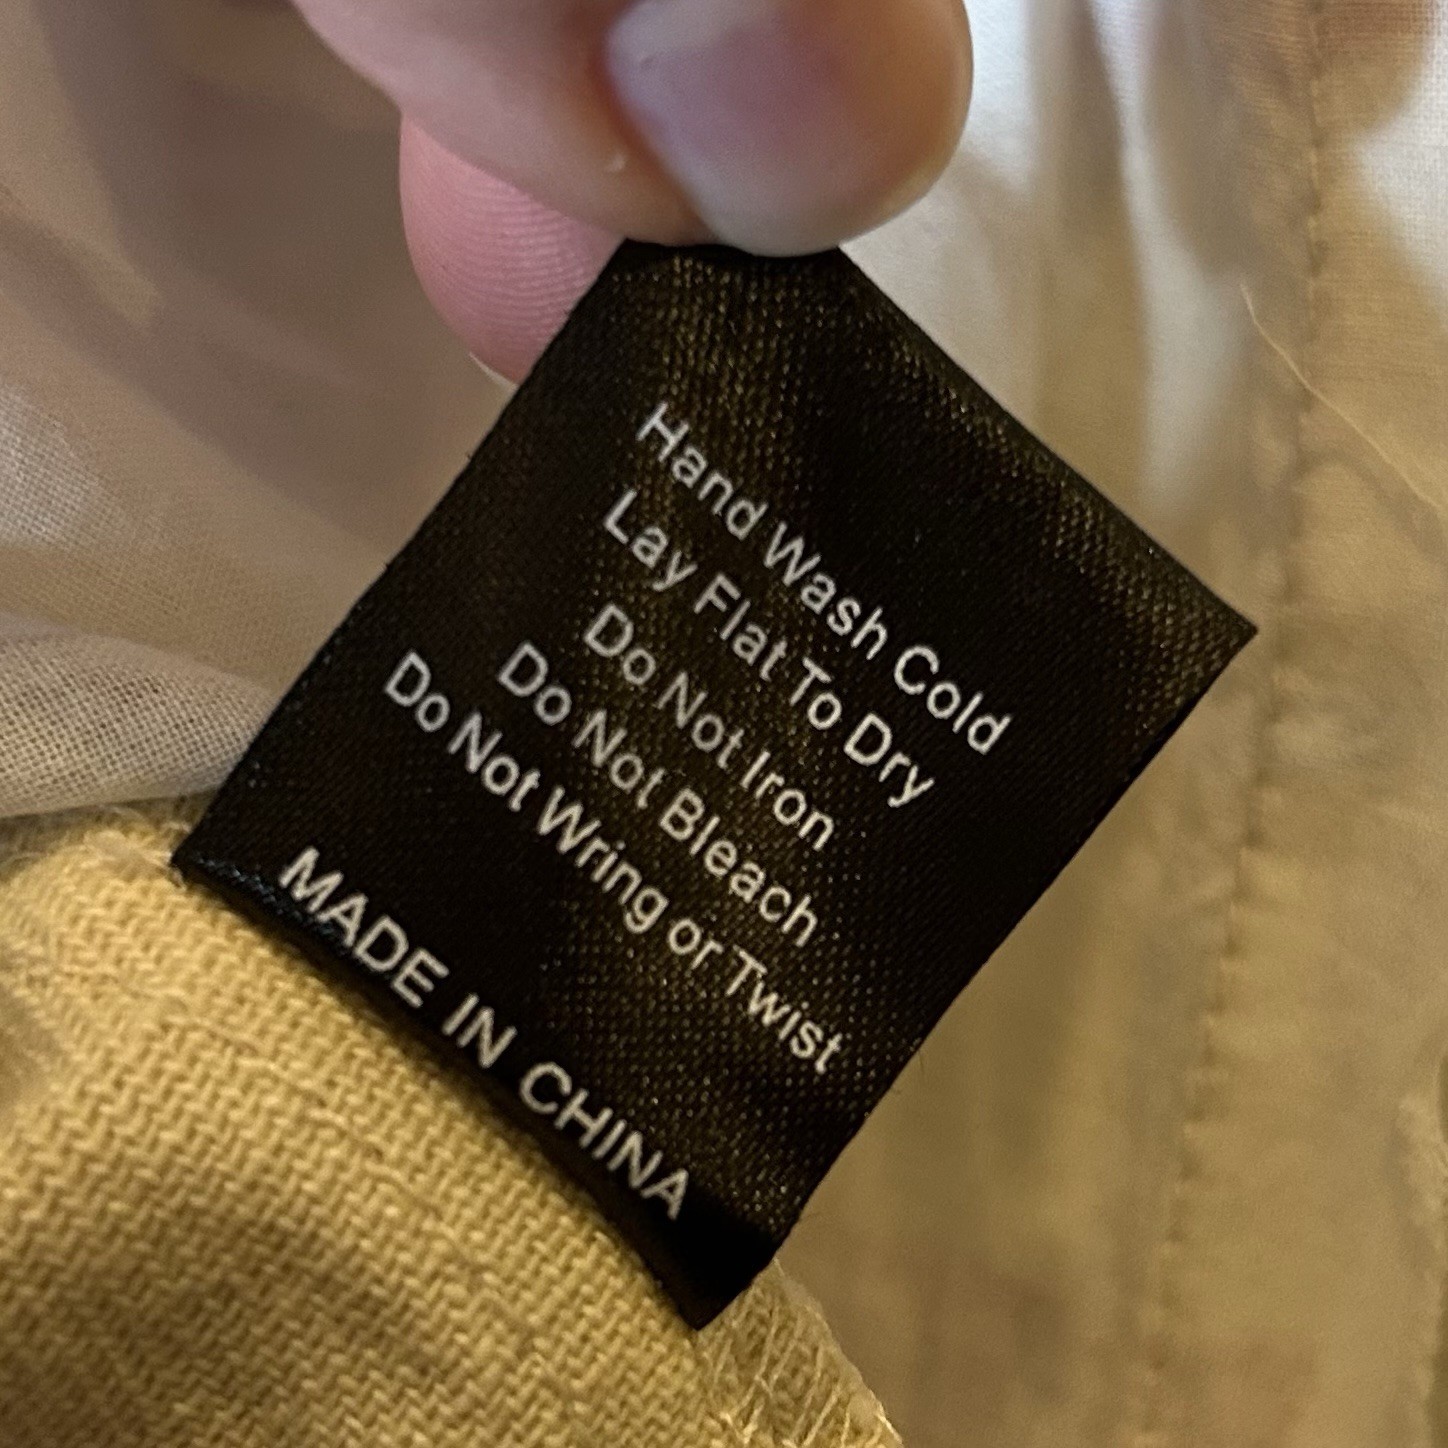 Hand Wash Cold
Lay Flat To Dry
Do Not Iron
Do Not Bleach
Do Not Wring or Twist
MADE IN CHINA